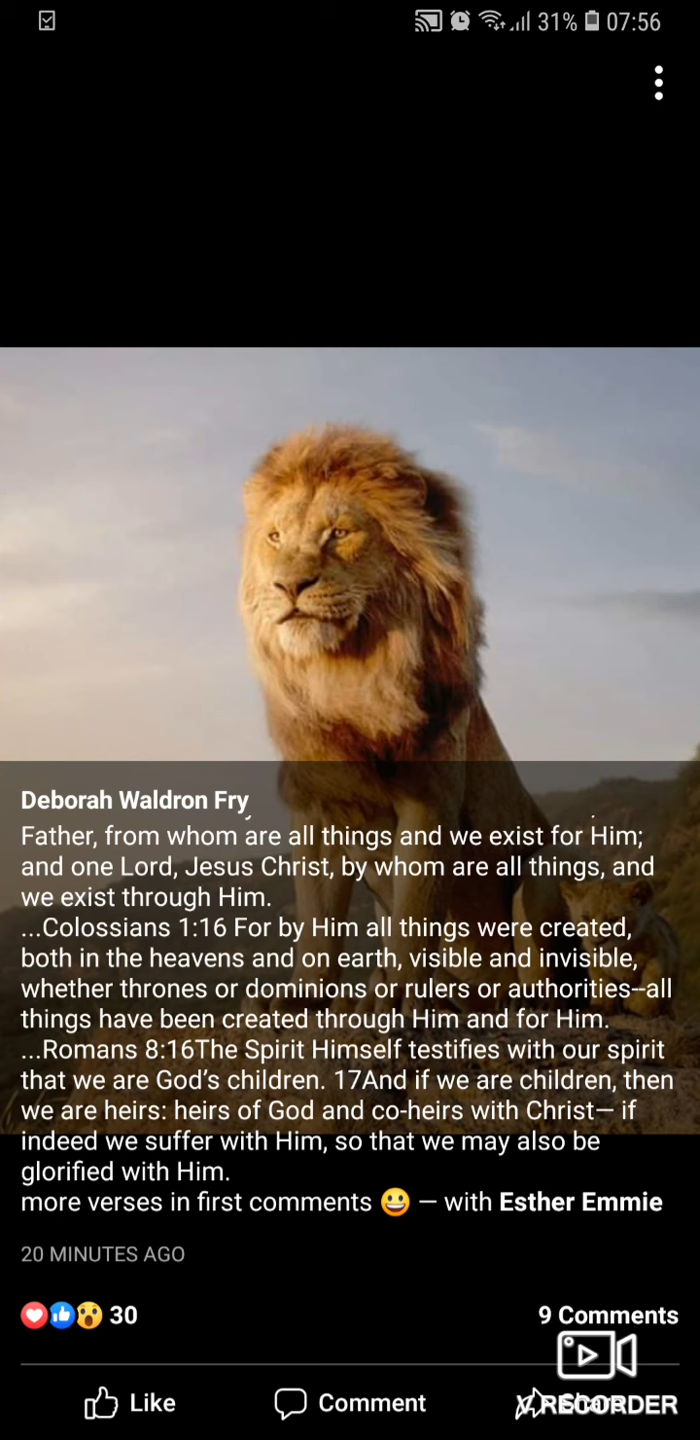 31% 07:56
Deborah Waldron Fry
Father, from whom are all things and we exist for Him;
and one Lord, Jesus Christ, by whom are all things, and
we exist through Him.
...Colossians 1:16 For by Him all things were created,
both in the heavens and on earth, visible and invisible,
whether thrones or dominions or rulers or authorities--all
things have been created through Him and for Him.
...Romans 8:16The Spirit Himself testifies with our spirit
that we are God’s children. 17And if we are children, then
we are heirs: heirs of God and co-heirs with Christ— if
indeed we suffer with Him, so that we may also be
glorified with Him.
more verses in first comments 😀 — with Esther Emmie
20 MINUTES AGO
30 9 Comments
Like Comment Share
V.RECORDER